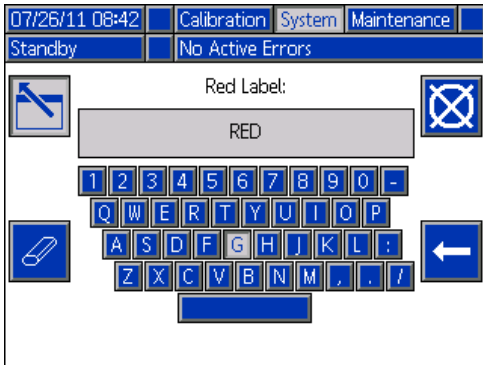 07/26/11 08:42 Calibration System Maintenance
Standby No Active Errors
Red Label:
RED
1 2 3 4 5 6 7 8 9 0 -
Q W E R T Y U I O P
A S D F G H J K L :
Z X C V B N M , . /